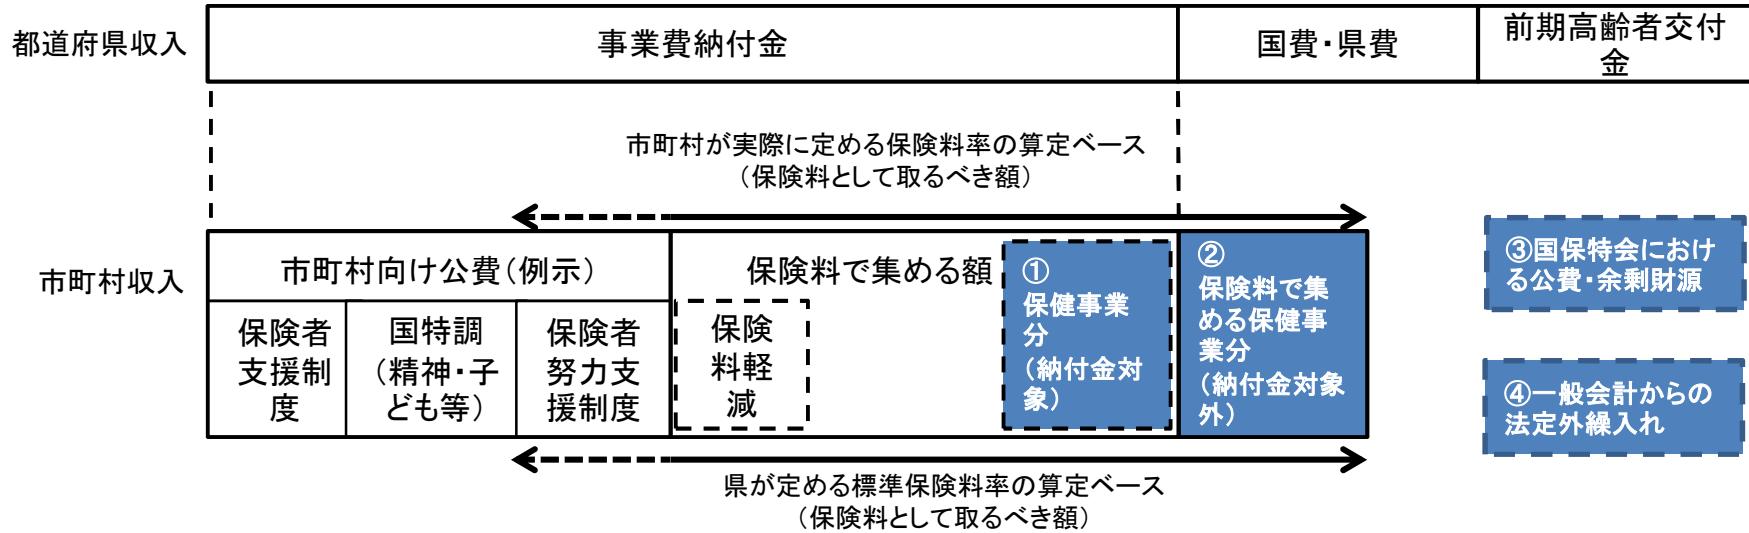 都道府県収入
事業費納付金
国費・県費
前期高齢者交付
金
市町村が実際に定める保険料率の算定ベース
（保険料として取るべき額）
市町村収入
市町村向け公費（例示）
保険者
支援制
度
国特調
（精神・子
ども等）
保険者
努力支
援制度
保険料で集める額
保険
料軽
減
①
保健事業
分
（納付金対
象）
②
保険料で集
める保健事
業分
（納付金対象
外）
③国保特会におけ
る公費・余剰財源
④一般会計からの
法定外繰入れ
県が定める標準保険料率の算定ベース
（保険料として取るべき額）